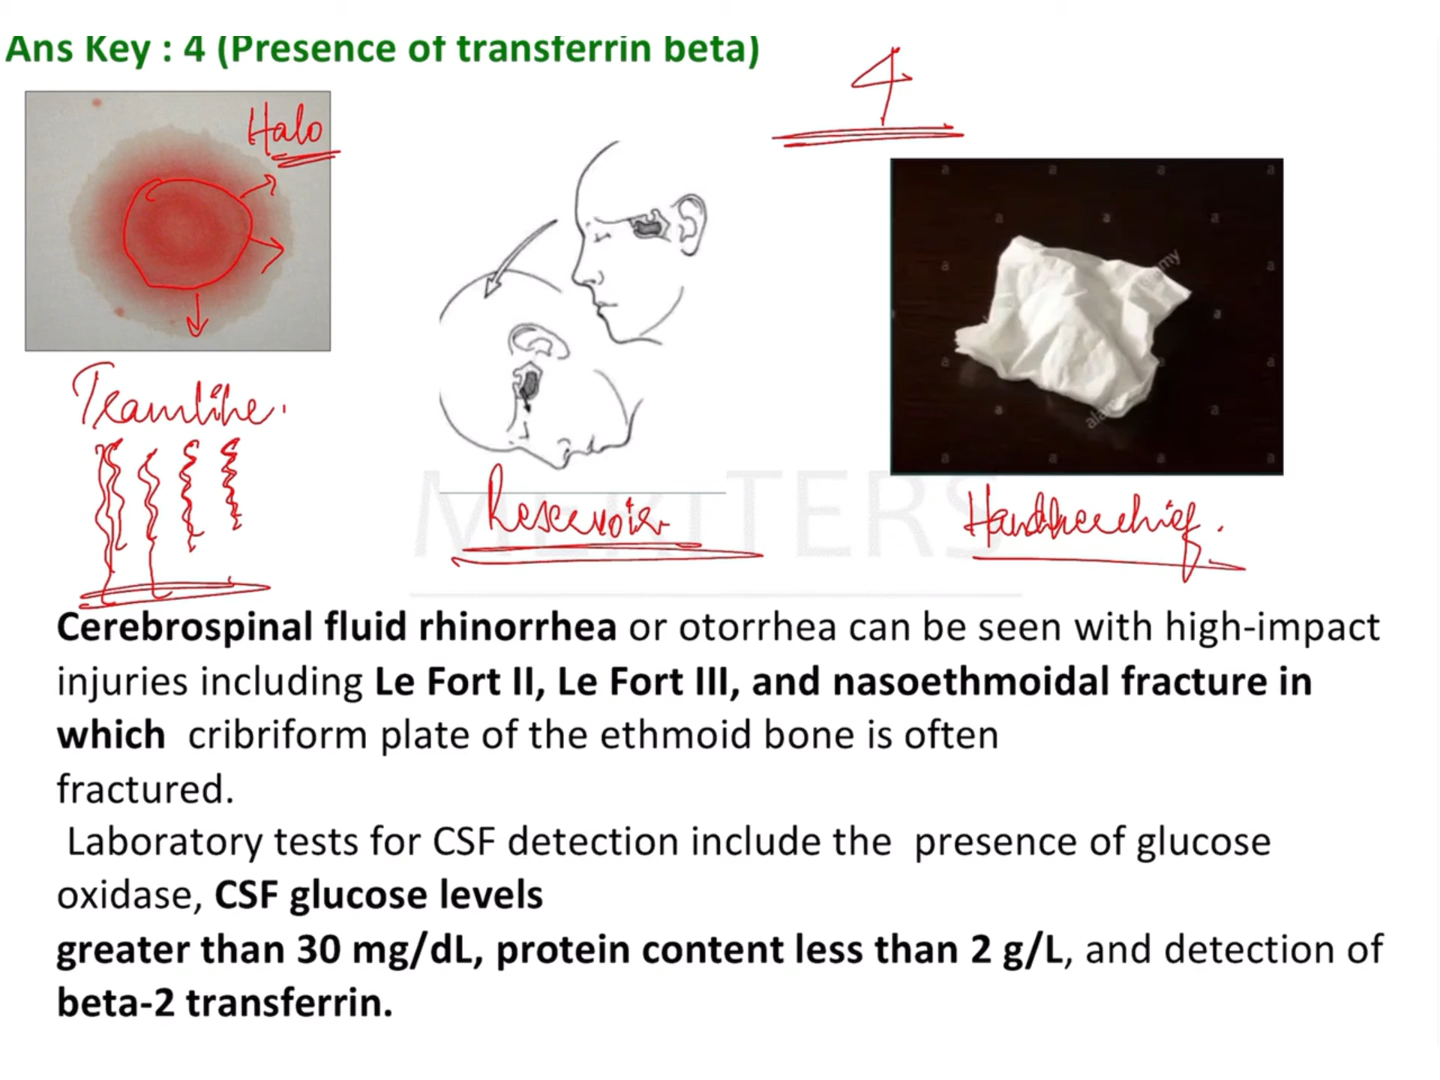 Ans Key : 4 (Presence of transferrin beta)
4
Halo
Reservoir
Handkerchief.
MERITERS
Cerebrospinal fluid rhinorrhea or otorrhea can be seen with high-impact
injuries including Le Fort II, Le Fort III, and nasoethmoidal fracture in
which cribriform plate of the ethmoid bone is often
fractured.
Laboratory tests for CSF detection include the presence of glucose
oxidase, CSF glucose levels
greater than 30 mg/dL, protein content less than 2 g/L, and detection of
beta-2 transferrin.